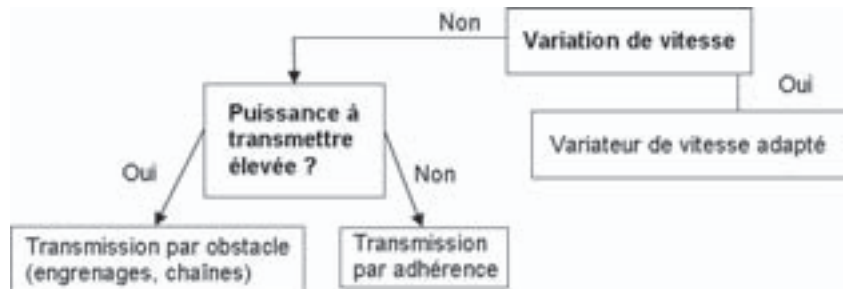 Non
Variation de vitesse
Oui
Puissance à
transmettre
élevée ?
Variateur de vitesse adapté
Oui
Non
Transmission par obstacle
(engrenages, chaînes)
Transmission
par adhérence